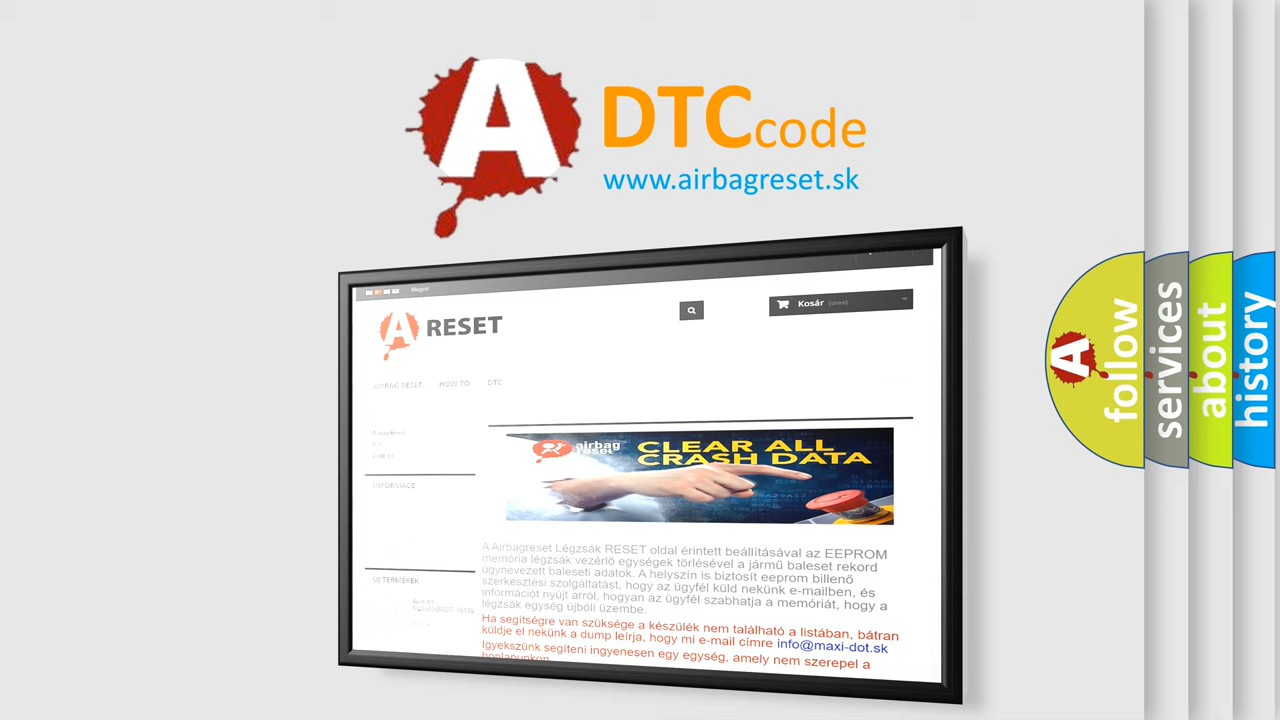 A DTC code
www.airbagreset.sk
Magyar
A RESET
Kosár (üres)
AIRBAG RESET HOW TO DTC
INFORMACE
airbag
reset
CLEAR ALL
CRASH DATA
A Airbagreset Légzsák RESET oldal érintett beállításával az EEPROM
memória légzsák vezérlő egységek törlésével a jármű baleset rekord
úgynevezett baleseti adatok. A helyszín is biztosít eeprom billenő
szerkesztési szolgáltatást, hogy az ügyfél küld nekünk e-mailben, és
információt nyújt arról, hogyan az ügyfél szabhatja a memóriát, hogy a
légzsák egység újbóli üzembe.
Ha segítségre van szüksége a készülék nem található a listában, bátran
küldje el nekünk a dump leírja, hogy mi e-mail címre info@maxi-dot.sk
Igyekszünk segíteni ingyenesen egy egység, amely nem szerepel a
honlapunkon
ÚJ TERMÉKEK
A follow
services
about
history